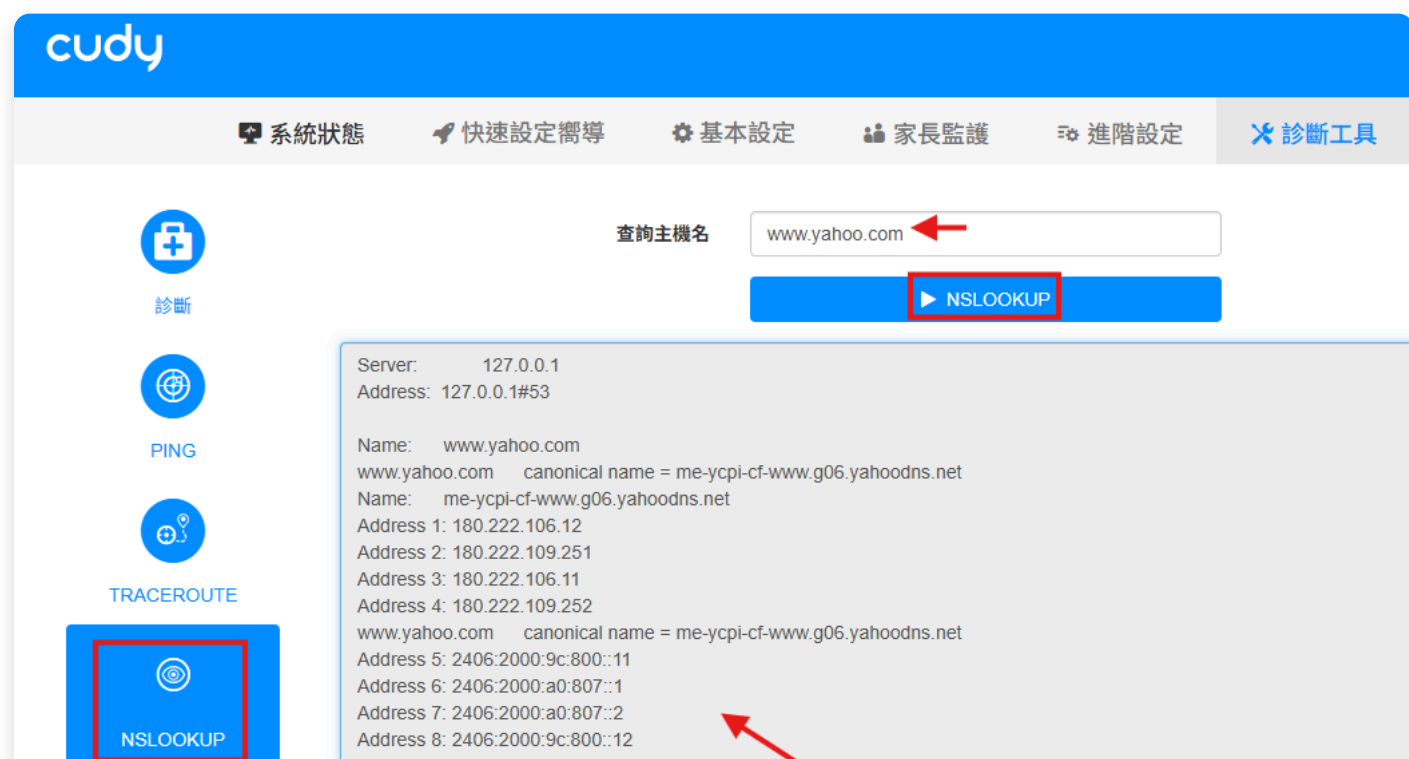 cudy
系統狀態 快速設定嚮導 基本設定 家長監護 進階設定 診斷工具
診斷
PING
TRACEROUTE
NSLOOKUP
查詢主機名 www.yahoo.com
NSLOOKUP
Server: 127.0.0.1
Address: 127.0.0.1#53
Name: www.yahoo.com
www.yahoo.com canonical name = me-ycpi-cf-www.g06.yahoodns.net
Name: me-ycpi-cf-www.g06.yahoodns.net
Address 1: 180.222.106.12
Address 2: 180.222.109.251
Address 3: 180.222.106.11
Address 4: 180.222.109.252
www.yahoo.com canonical name = me-ycpi-cf-www.g06.yahoodns.net
Address 5: 2406:2000:9c:800::11
Address 6: 2406:2000:a0:807::1
Address 7: 2406:2000:a0:807::2
Address 8: 2406:2000:9c:800::12